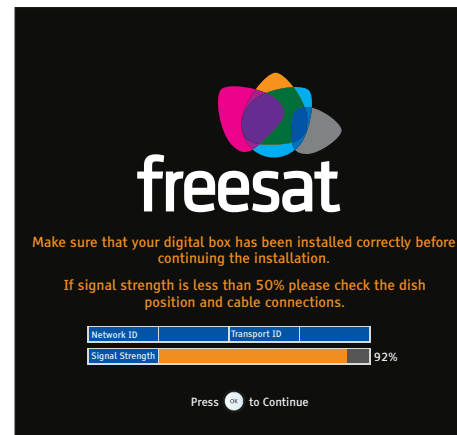 freesat
Make sure that your digital box has been installed correctly before
continuing the installation.
If signal strength is less than 50% please check the dish
position and cable connections.
Network ID Transport ID
Signal Strength 92%
Press OK to Continue